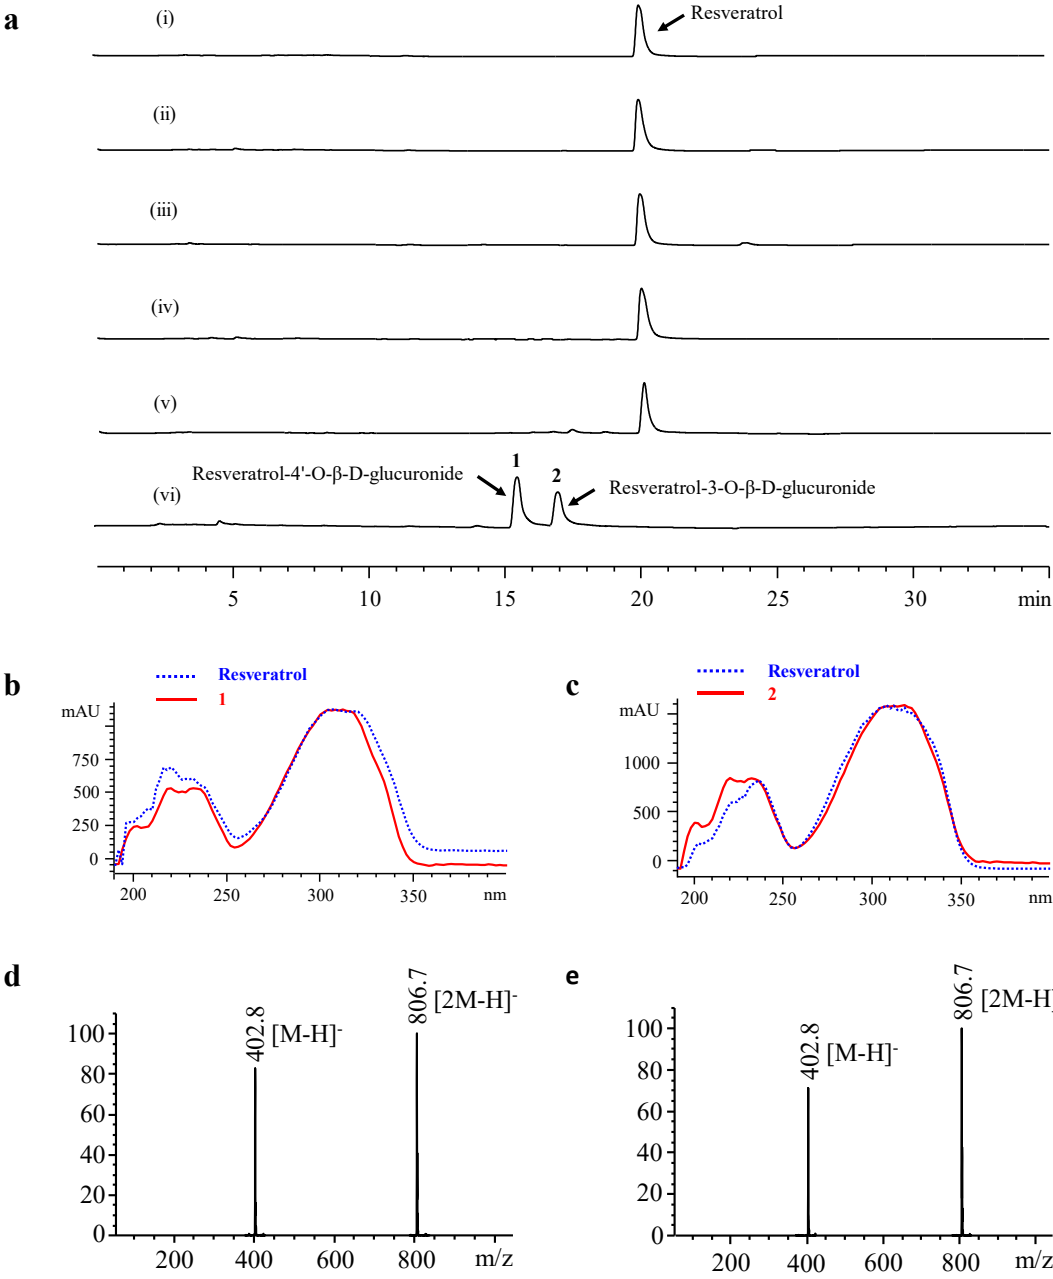 a
(i)
Resveratrol
(ii)
(iii)
(iv)
(v)
(vi)
Resveratrol-4'-O-β-D-glucuronide
1
2
Resveratrol-3-O-β-D-glucuronide
5 10 15 20 25 30 min
b
Resveratrol
1
mAU
750
500
250
0
200 250 300 350 nm
c
Resveratrol
2
mAU
1000
500
0
200 250 300 350 nm
d
402.8 [M-H]-
806.7 [2M-H]-
100
80
60
40
20
0
200 400 600 800 m/z
e
402.8 [M-H]-
806.7 [2M-H]
100
80
60
40
20
0
200 400 600 800 m/z